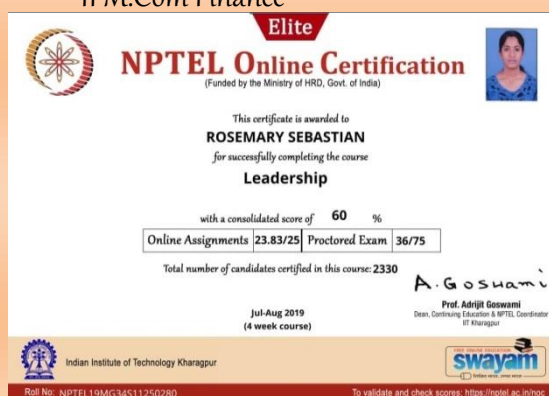 II M.Com Finance
Elite
NPTEL Online Certification
(Funded by the Ministry of HRD, Govt. of India)
This certificate is awarded to
ROSEMARY SEBASTIAN
for successfully completing the course
Leadership
with a consolidated score of 60 %
Online Assignments 23.83/25 Proctored Exam 36/75
Total number of candidates certified in this course: 2330
A. Goswami
Prof. Adrijit Goswami
Dean, Continuing Education & NPTEL Coordinator
IIT Kharagpur
Jul-Aug 2019
(4 week course)
Indian Institute of Technology Kharagpur
swayam
Roll No: NPTEL19MG34S11250280
To validate and check scores: https://nptel.ac.in/noc